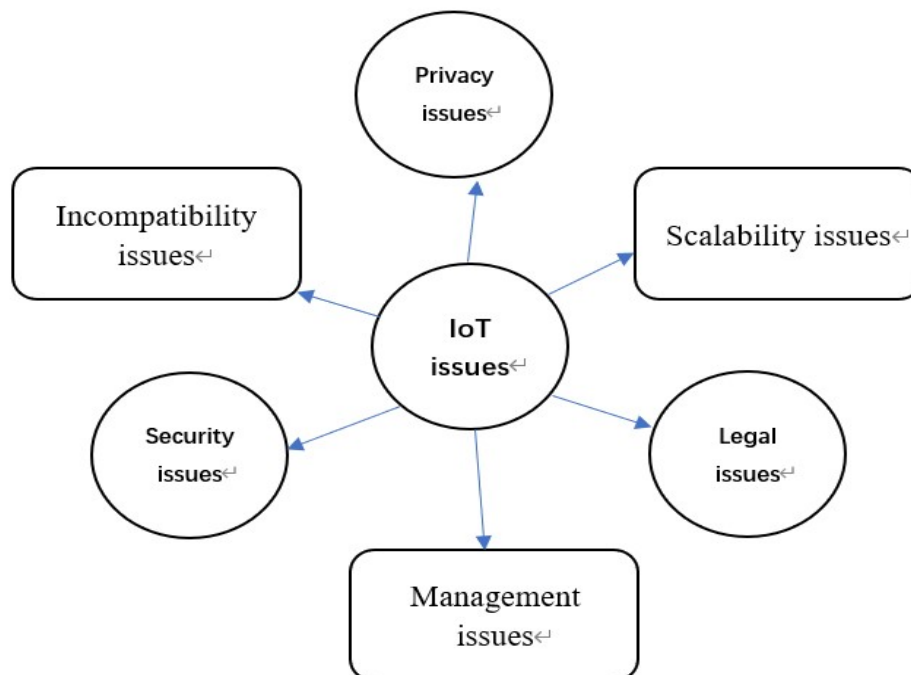 Privacy
issues↵
Incompatibility
issues↵
Scalability issues↵
IoT
issues↵
Security
issues↵
Legal
issues↵
Management
issues↵